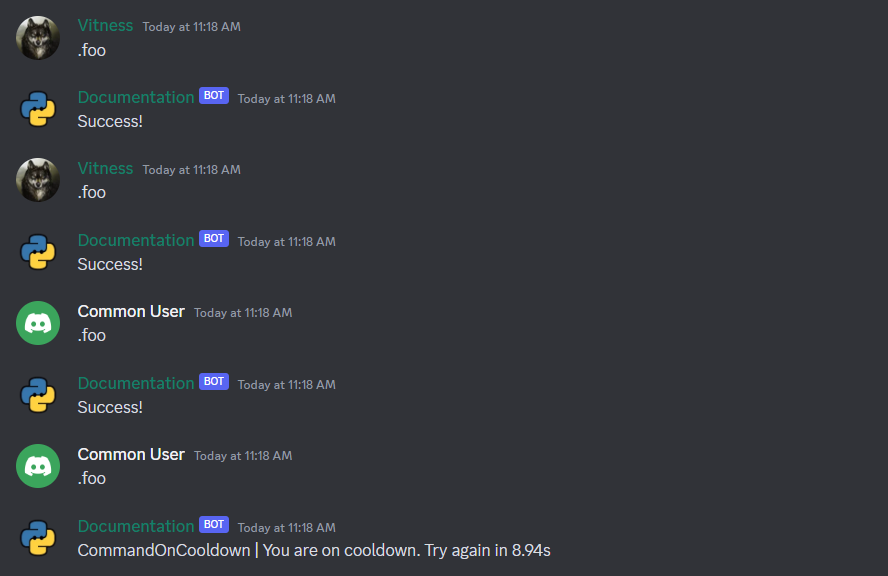 Vitness Today at 11:18 AM
.foo
Documentation BOT Today at 11:18 AM
Success!
Vitness Today at 11:18 AM
.foo
Documentation BOT Today at 11:18 AM
Success!
Common User Today at 11:18 AM
.foo
Documentation BOT Today at 11:18 AM
Success!
Common User Today at 11:18 AM
.foo
Documentation BOT Today at 11:18 AM
CommandOnCooldown | You are on cooldown. Try again in 8.94s